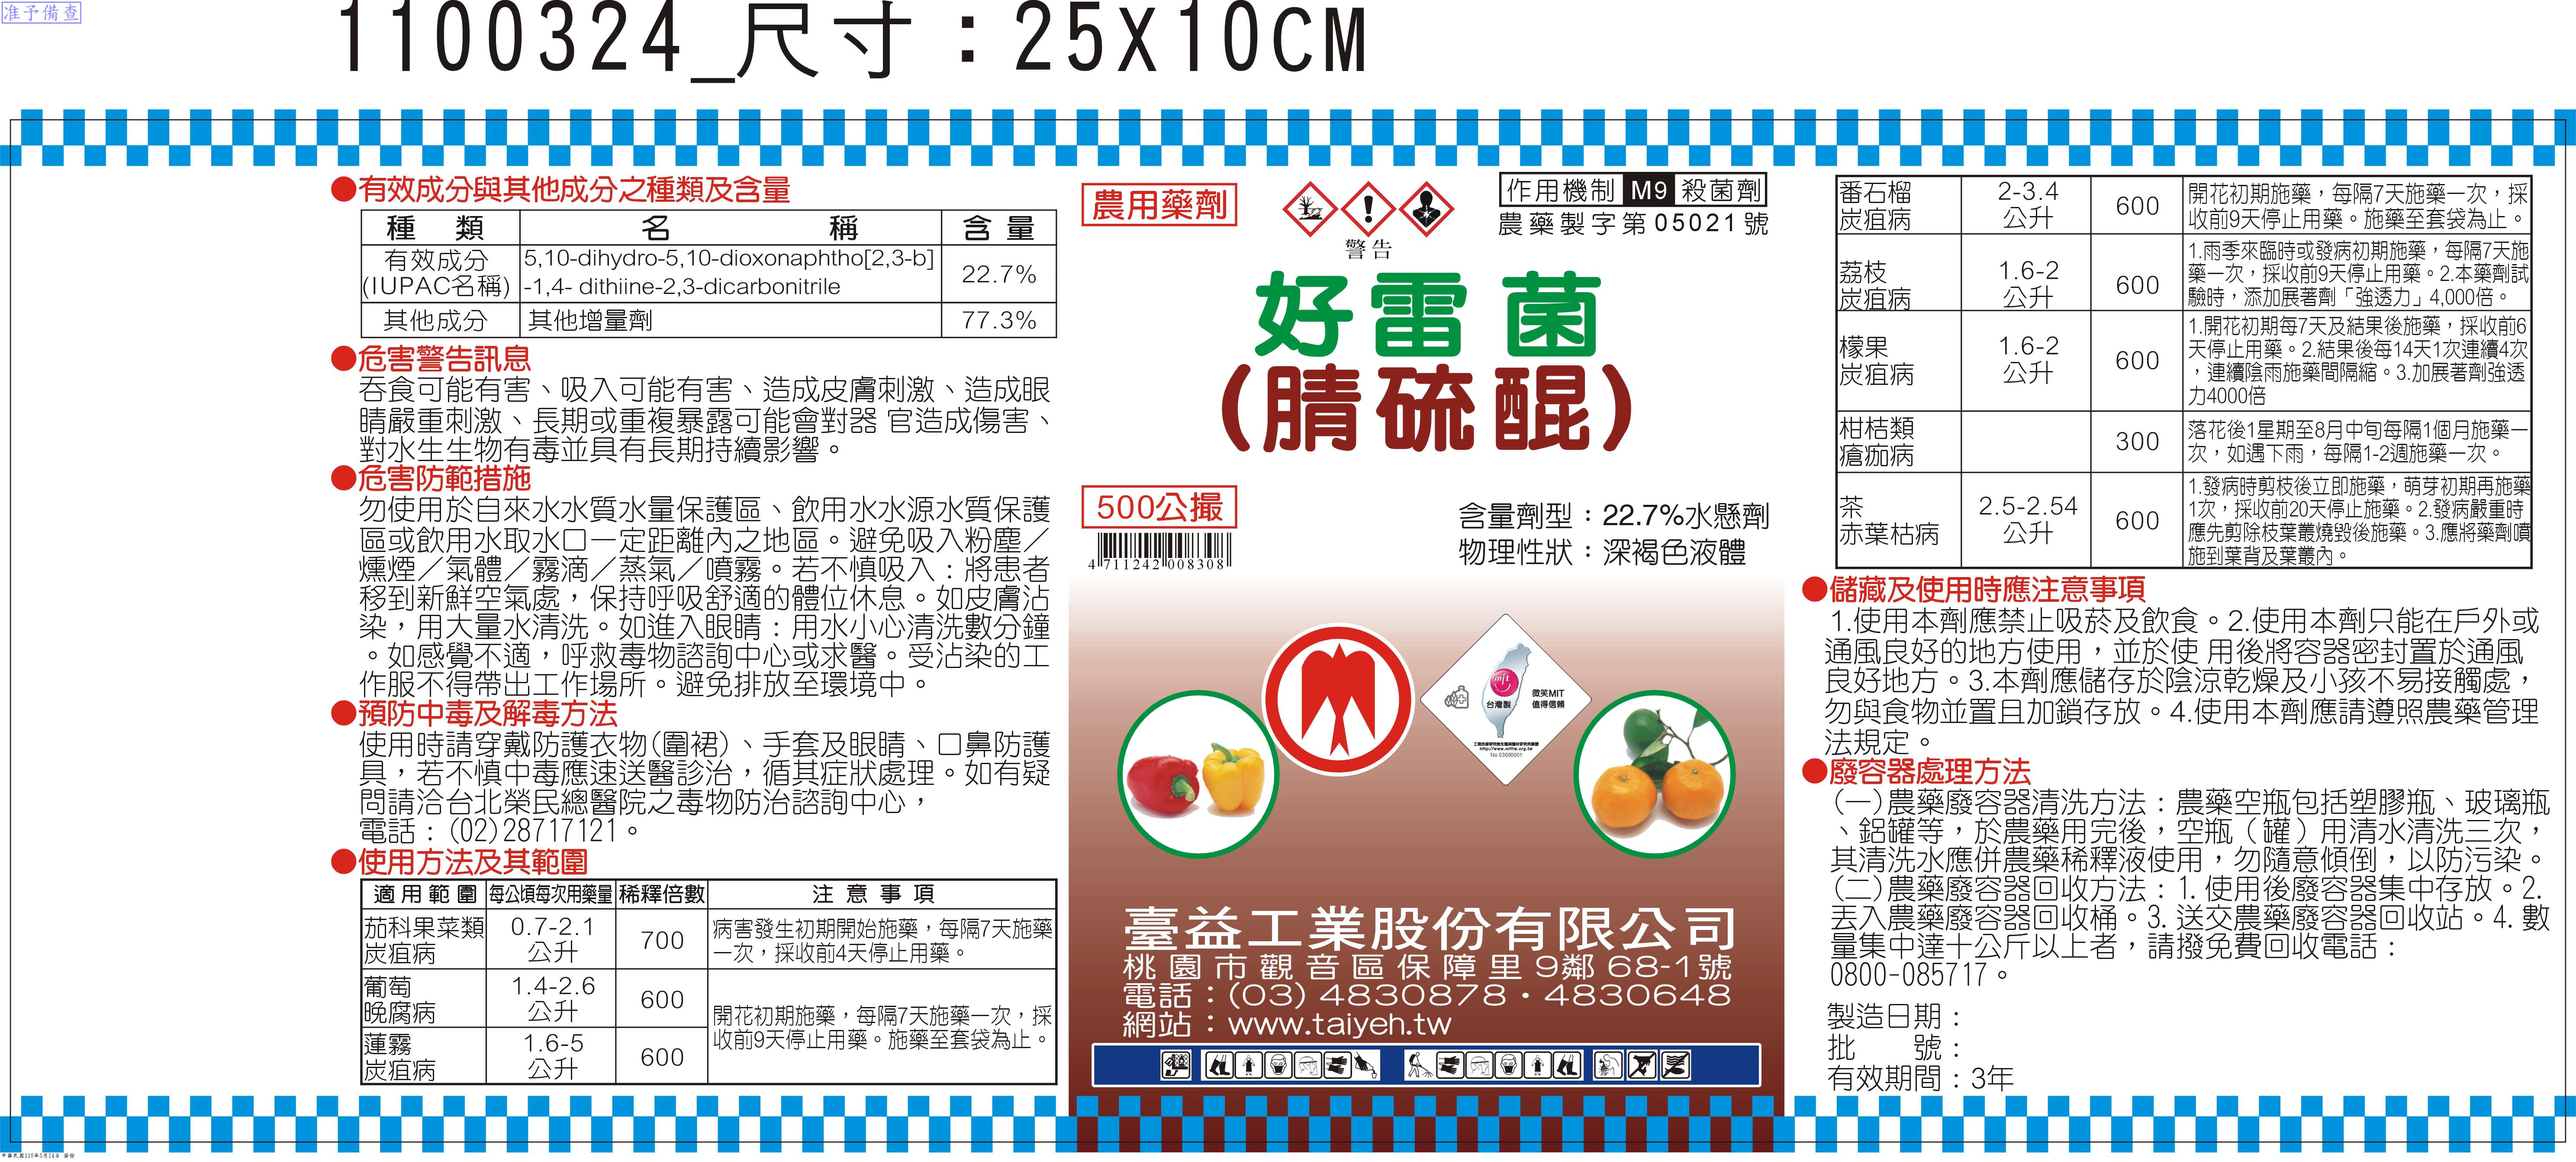 准予備查
1100324_尺寸：25X10CM
●有效成分與其他成分之種類及含量
種 類 名 稱 含量
有效成分 (IUPAC名稱) 5,10-dihydro-5,10-dioxonaphtho[2,3-b] -1,4- dithiine-2,3-dicarbonitrile 22.7%
其他成分 其他增量劑 77.3%
●危害警告訊息
吞食可能有害、吸入可能有害、造成皮膚刺激、造成眼
睛嚴重刺激、長期或重複暴露可能會對器 官造成傷害、
對水生生物有毒並具有長期持續影響。
●危害防範措施
勿使用於自來水水質水量保護區、飲用水水源水質保護
區或飲用水取水口一定距離內之地區。避免吸入粉塵／
燻煙／氣體／霧滴／蒸氣／噴霧。若不慎吸入：將患者
移到新鮮空氣處，保持呼吸舒適的體位休息。如皮膚沾
染，用大量水清洗。如進入眼睛：用水小心清洗數分鐘
。如感覺不適，呼救毒物諮詢中心或求醫。受沾染的工
作服不得帶出工作場所。避免排放至環境中。
●預防中毒及解毒方法
使用時請穿戴防護衣物(圍裙)、手套及眼睛、口鼻防護
具，若不慎中毒應速送醫診治，循其症狀處理。如有疑
問請洽台北榮民總醫院之毒物防治諮詢中心，
電話：(02)28717121。
●使用方法及其範圍
適用範圍 每公頃每次用藥量 稀釋倍數 注意事項
茄科果菜類 炭疽病 0.7-2.1 公升 700 病害發生初期開始施藥，每隔7天施藥
一次，採收前4天停止用藥。
葡萄 晚腐病 1.4-2.6 公升 600
開花初期施藥，每隔7天施藥一次，採
收前9天停止用藥。施藥至套袋為止。
蓮霧 炭疽病 1.6-5 公升 600
農用藥劑
警告
作用機制 M9 殺菌劑
農藥製字第05021號
好雷菌
(腈硫醌)
500公撮
4 711242 008308
含量劑型：22.7%水懸劑
物理性狀：深褐色液體
mit
台灣製
微笑MIT
值得信賴
http://www.mittw.org.tw
No.03000001
臺益工業股份有限公司
桃園市觀音區保障里9鄰68-1號
電話：(03) 4830878・4830648
網站：www.taiyeh.tw
番石榴 炭疽病 2-3.4 公升 600 開花初期施藥，每隔7天施藥一次，採
收前9天停止用藥。施藥至套袋為止。
荔枝 炭疽病 1.6-2 公升 600 1.雨季來臨時或發病初期施藥，每隔7天施
藥一次，採收前9天停止用藥。2.本藥劑試
驗時，添加展著劑「強透力」4,000倍。
檬果 炭疽病 1.6-2 公升 600 1.開花初期每7天及結果後施藥，採收前6
天停止用藥。2.結果後每14天1次連續4次
，連續陰雨施藥間隔縮。3.加展著劑強透
力4000倍
柑桔類 瘡痂病 300 落花後1星期至8月中旬每隔1個月施藥一
次，如遇下雨，每隔1-2週施藥一次。
茶 赤葉枯病 2.5-2.54 公升 600 1.發病時剪枝後立即施藥，萌芽初期再施藥
1次，採收前20天停止施藥。2.發病嚴重時
應先剪除枝葉叢燒毀後施藥。3.應將藥劑噴
施到葉背及葉叢內。
●儲藏及使用時應注意事項
1.使用本劑應禁止吸菸及飲食。2.使用本劑只能在戶外或
通風良好的地方使用，並於使 用後將容器密封置於通風
良好地方。3.本劑應儲存於陰涼乾燥及小孩不易接觸處，
勿與食物並置且加鎖存放。4.使用本劑應請遵照農藥管理
法規定。
●廢容器處理方法
(一)農藥廢容器清洗方法：農藥空瓶包括塑膠瓶、玻璃瓶
、鋁罐等，於農藥用完後，空瓶（罐）用清水清洗三次，
其清洗水應併農藥稀釋液使用，勿隨意傾倒，以防污染。
(二)農藥廢容器回收方法：1.使用後廢容器集中存放。2.
丟入農藥廢容器回收桶。3.送交農藥廢容器回收站。4.數
量集中達十公斤以上者，請撥免費回收電話：
0800-085717。
製造日期：
批 號：
有效期間：3年